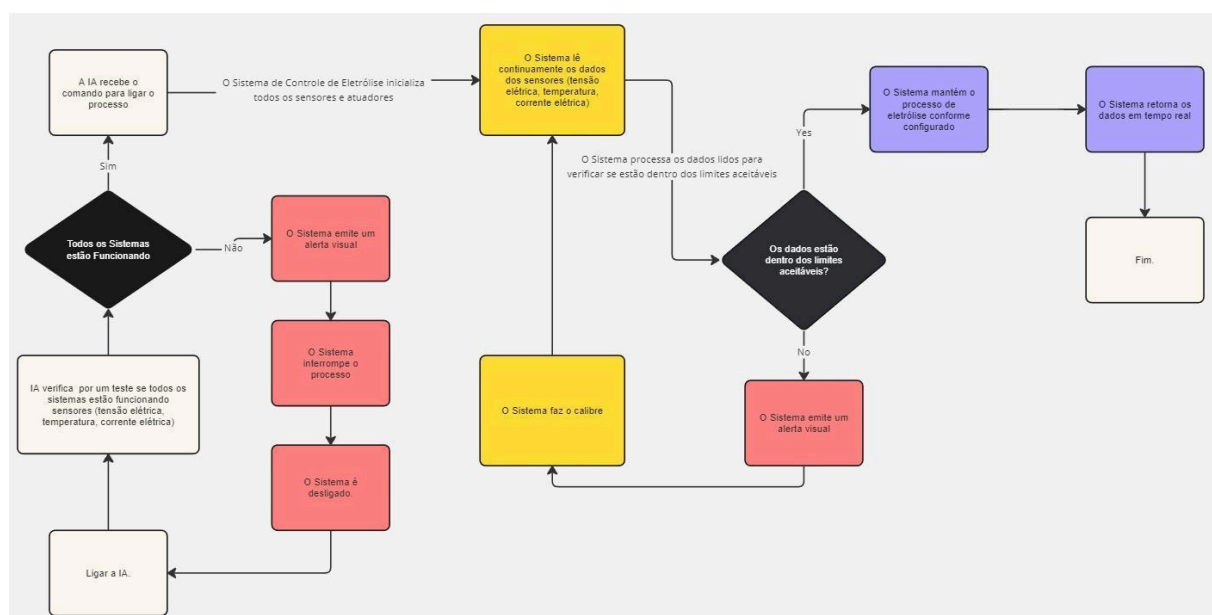 A IA recebe o
comando para ligar o
processo
O Sistema de Controle de Eletrólise inicializa
todos os sensores e atuadores
O Sistema lê
continuamente os dados
dos sensores (tensão
elétrica, temperatura,
corrente elétrica)
O Sistema mantém o
processo de
eletrólise conforme
configurado
O Sistema retorna os
dados em tempo real
Yes
Sim
O Sistema processa os dados lidos para
verificar se estão dentro dos limites aceitáveis
Todos os Sistemas
estão Funcionando
Não
O Sistema emite um
alerta visual
Os dados estão
dentro dos limites
aceitáveis?
Fim.
O Sistema
interrompe o
processo
No
IA verifica por um teste se todos os
sistemas estão funcionando
sensores (tensão elétrica,
temperatura, corrente elétrica)
O Sistema faz o calibre
O Sistema emite um
alerta visual
O Sistema é
desligado.
Ligar a IA.